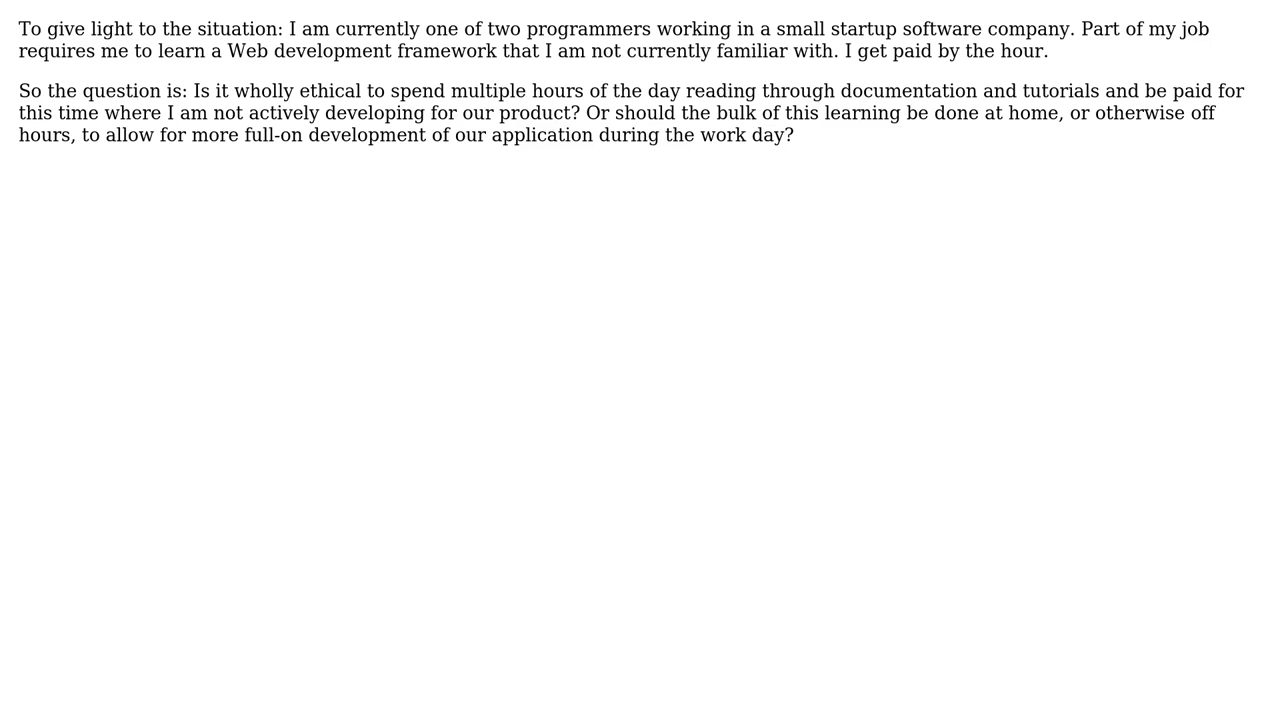 To give light to the situation: I am currently one of two programmers working in a small startup software company. Part of my job
requires me to learn a Web development framework that I am not currently familiar with. I get paid by the hour.
So the question is: Is it wholly ethical to spend multiple hours of the day reading through documentation and tutorials and be paid for
this time where I am not actively developing for our product? Or should the bulk of this learning be done at home, or otherwise off
hours, to allow for more full-on development of our application during the work day?